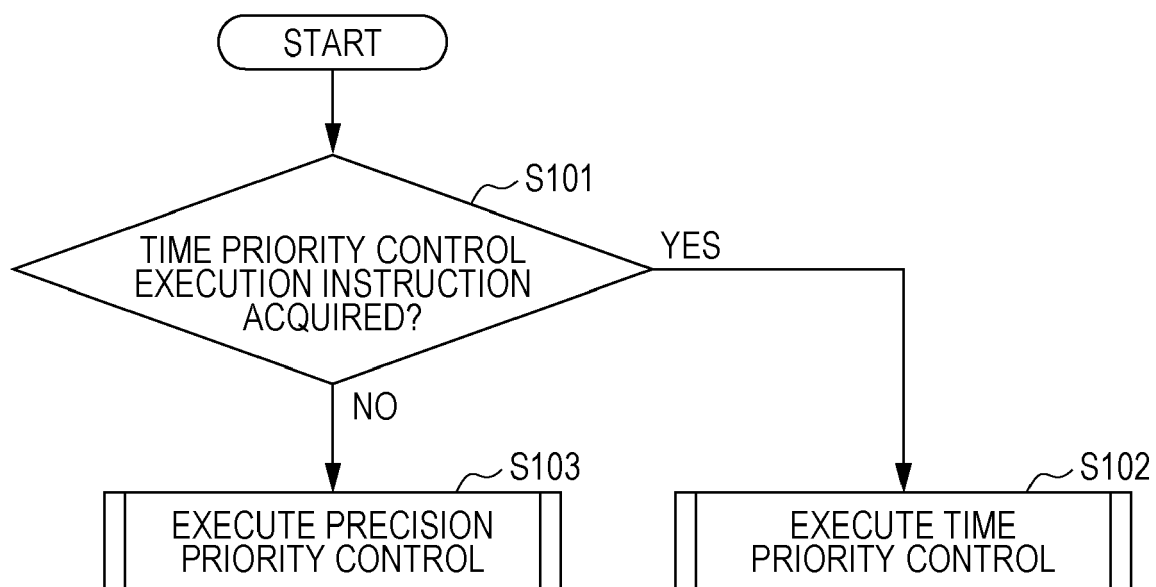 START
S101
TIME PRIORITY CONTROL
EXECUTION INSTRUCTION
ACQUIRED?
YES
NO
S103
EXECUTE PRECISION
PRIORITY CONTROL
S102
EXECUTE TIME
PRIORITY CONTROL